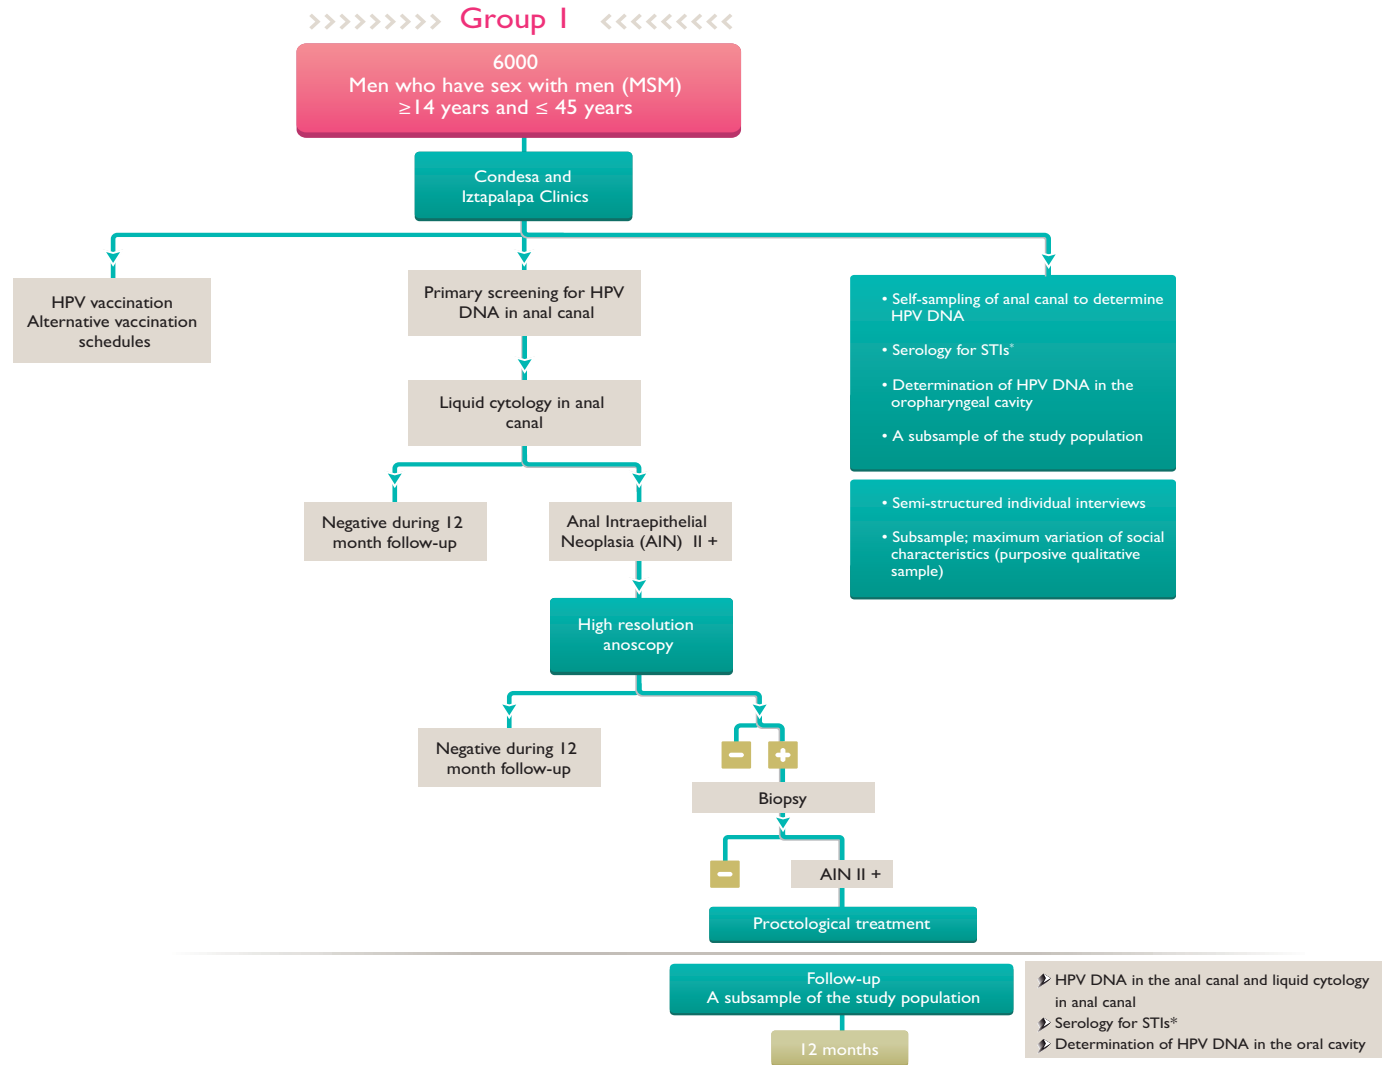 Group 1
6000
Men who have sex with men (MSM)
≥14 years and ≤ 45 years
Condesa and
Iztapalapa Clinics
HPV vaccination
Alternative vaccination
schedules
Primary screening for HPV
DNA in anal canal
Liquid cytology in anal
canal
Negative during 12
month follow-up
Anal Intraepithelial
Neoplasia (AIN) II +
High resolution
anoscopy
Negative during 12
month follow-up
Biopsy
AIN II +
Proctological treatment
• Self-sampling of anal canal to determine
HPV DNA
• Serology for STIs*
• Determination of HPV DNA in the
oropharyngeal cavity
• A subsample of the study population
• Semi-structured individual interviews
• Subsample; maximum variation of social
characteristics (purposive qualitative
sample)
Follow-up
A subsample of the study population
12 months
HPV DNA in the anal canal and liquid cytology
in anal canal
Serology for STIs*
Determination of HPV DNA in the oral cavity